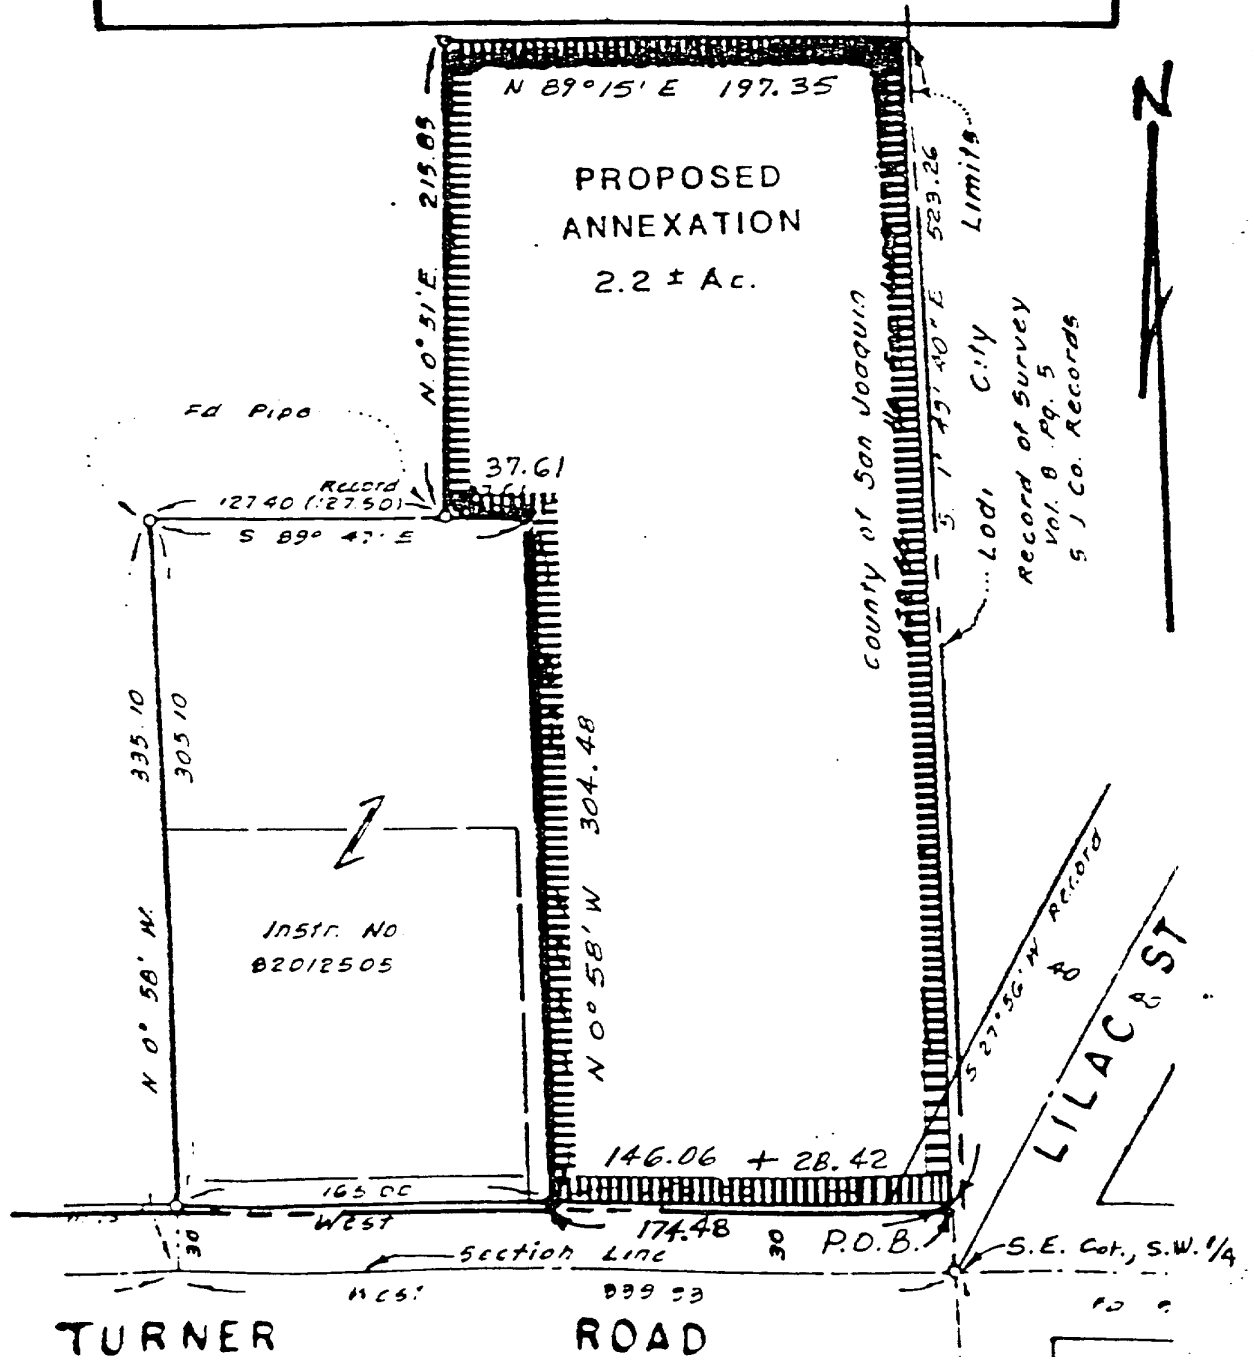 N 89°15' E 197.35
N
PROPOSED
ANNEXATION
2.2 ± Ac.
N. 0° 51' E. 215.85
523.26
Limits
County of San Joaquin
Lodi City
Record of Survey
Vol. 8 Pg. 5
S J Co. Records
Fd Pipe
37.61
Record
127.40 (127.50)
S 89° 47' E
335.10
305.10
N 0° 58' W.
N 0° 58' W 304.48
Instr. No
82012505
S 27° 56' W Record
40
LILAC ST
146.06 + 28.42
165.00
West
174.48
30
30
P.O.B.
Section Line
S.E. Cor., S.W. 1/4
West
TURNER ROAD